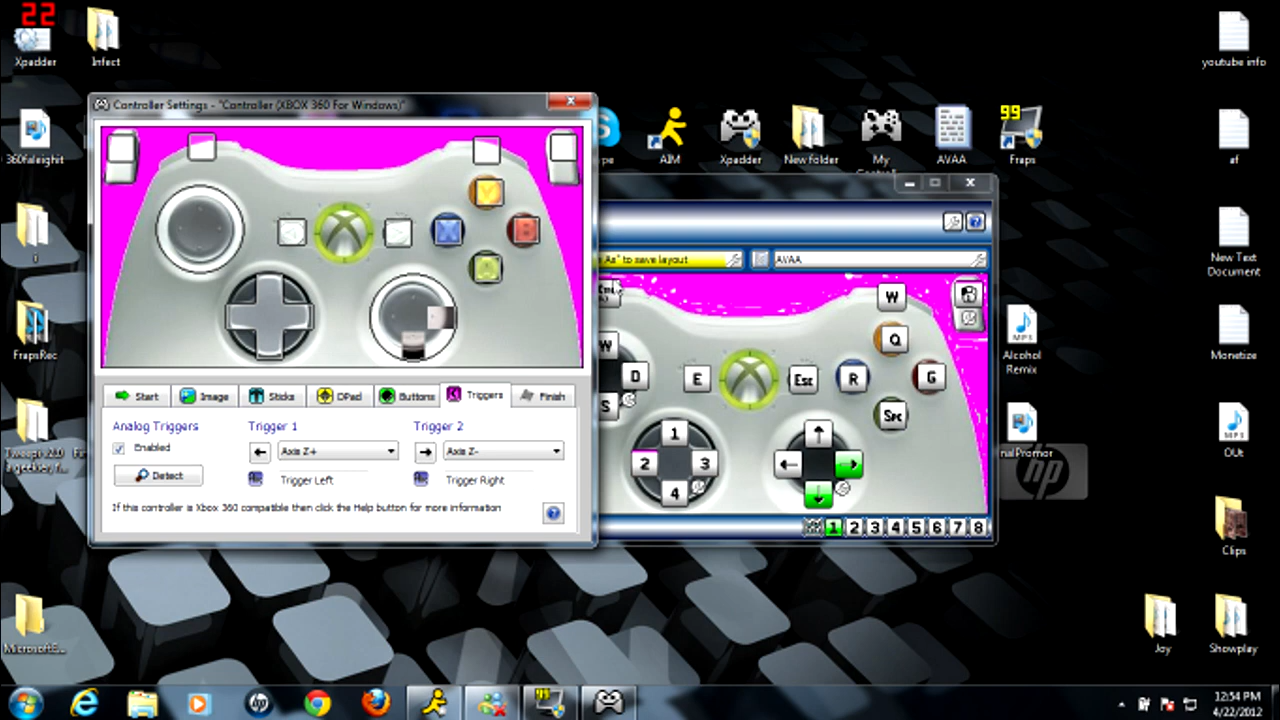 22
Xpadder
Infect
youtube info
Controller Settings - "Controller (XBOX 360 For Windows)"
99
AIM
Xpadder
New folder
My
AVAA
Fraps
af
As" to save layout
AVAA
New Text
Document
FrapsRec
Y
X
B
A
W
Q
W
D
S
E
Esc
R
G
Spc
1
2
3
4
Alcohol
Remix
Monetize
Start
Image
Sticks
DPad
Buttons
Triggers
Finish
Analog Triggers
Trigger 1
Trigger 2
Enabled
Axis Z+
Axis Z-
Detect
Trigger Left
Trigger Right
If this controller is Xbox 360 compatible then click the Help button for more information
1 2 3 4 5 6 7 8
hp
OUt
Clips
Joy
Showplay
12:54 PM
4/22/2012